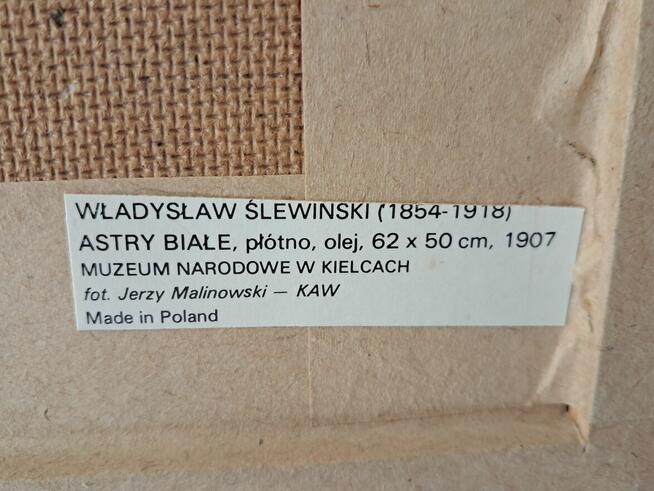 WŁADYSŁAW ŚLEWINSKI (1854-1918)
ASTRY BIAŁE, płótno, olej, 62 x 50 cm, 1907
MUZEUM NARODOWE W KIELCACH
fot. Jerzy Malinowski — KAW
Made in Poland